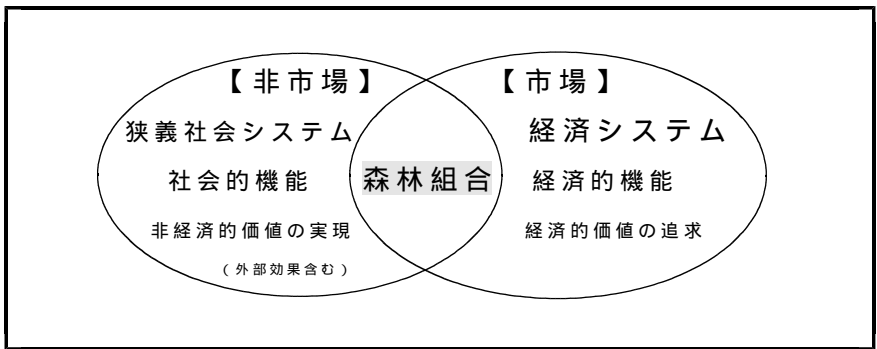 【非市場】 【市場】
狭義社会システム 経済システム
社会的機能 森林組合 経済的機能
非経済的価値の実現 経済的価値の追求
(外部効果含む)